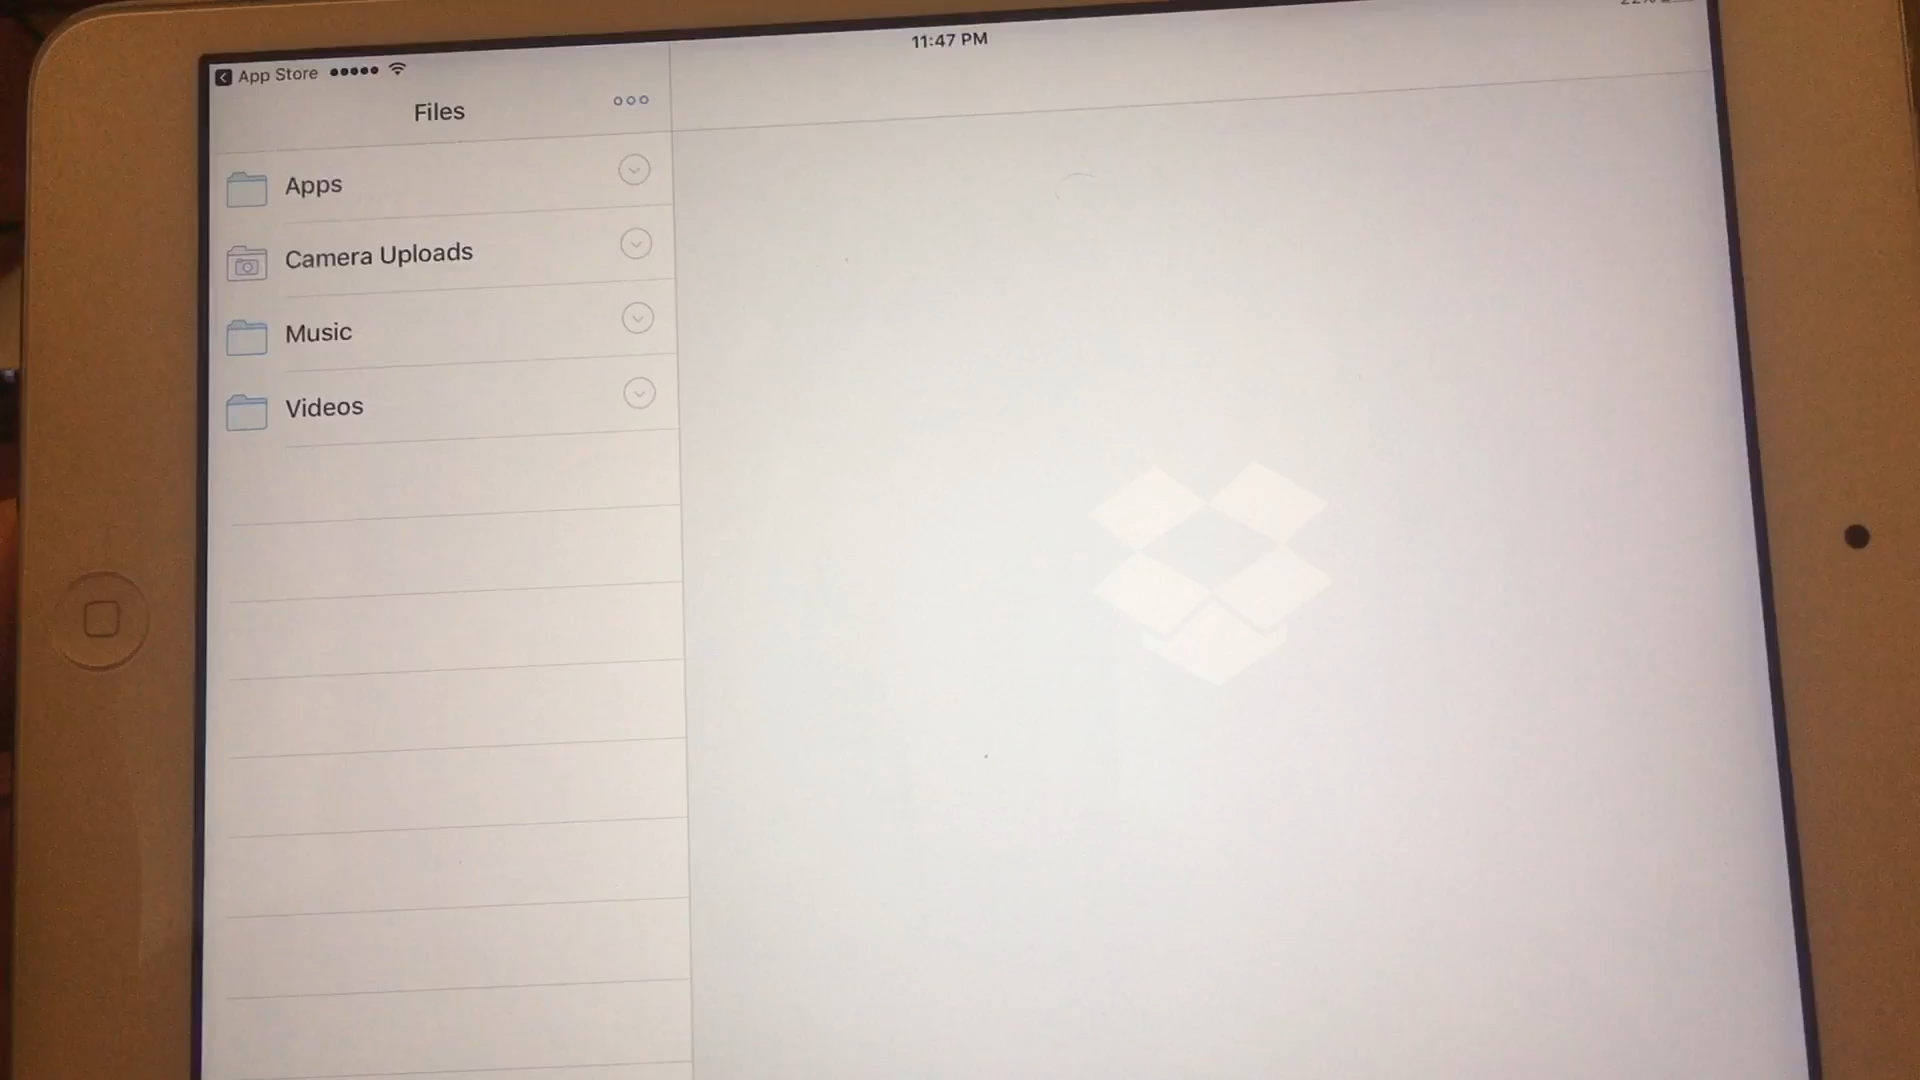 11:47 PM
App Store
Files
Apps
Camera Uploads
Music
Videos